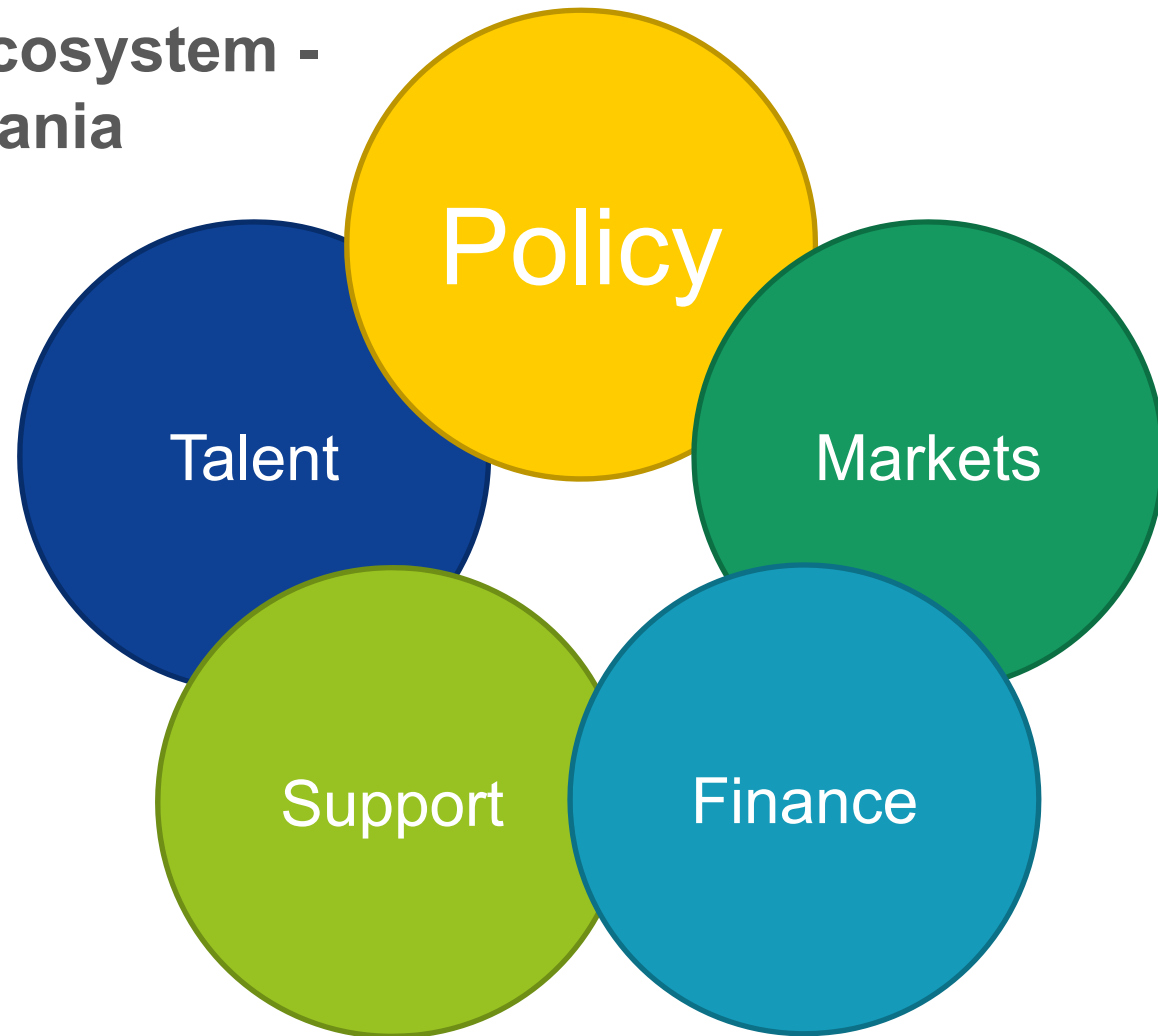 cosystem -
ania
Policy
Talent
Markets
Support
Finance